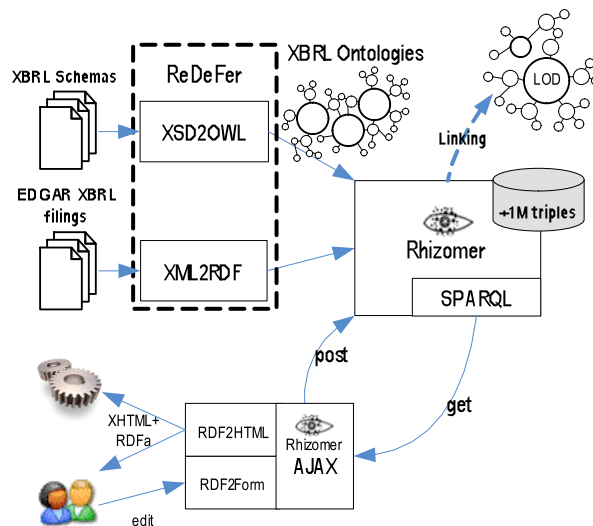 XBRL Schemas
ReDeFer
XBRL Ontologies
LOD
XSD2OWL
Linking
EDGAR XBRL
filings
+1M triples
Rhizomer
XML2RDF
SPARQL
post
get
XHTML+
RDFa
RDF2HTML
Rhizomer
AJAX
RDF2Form
edit